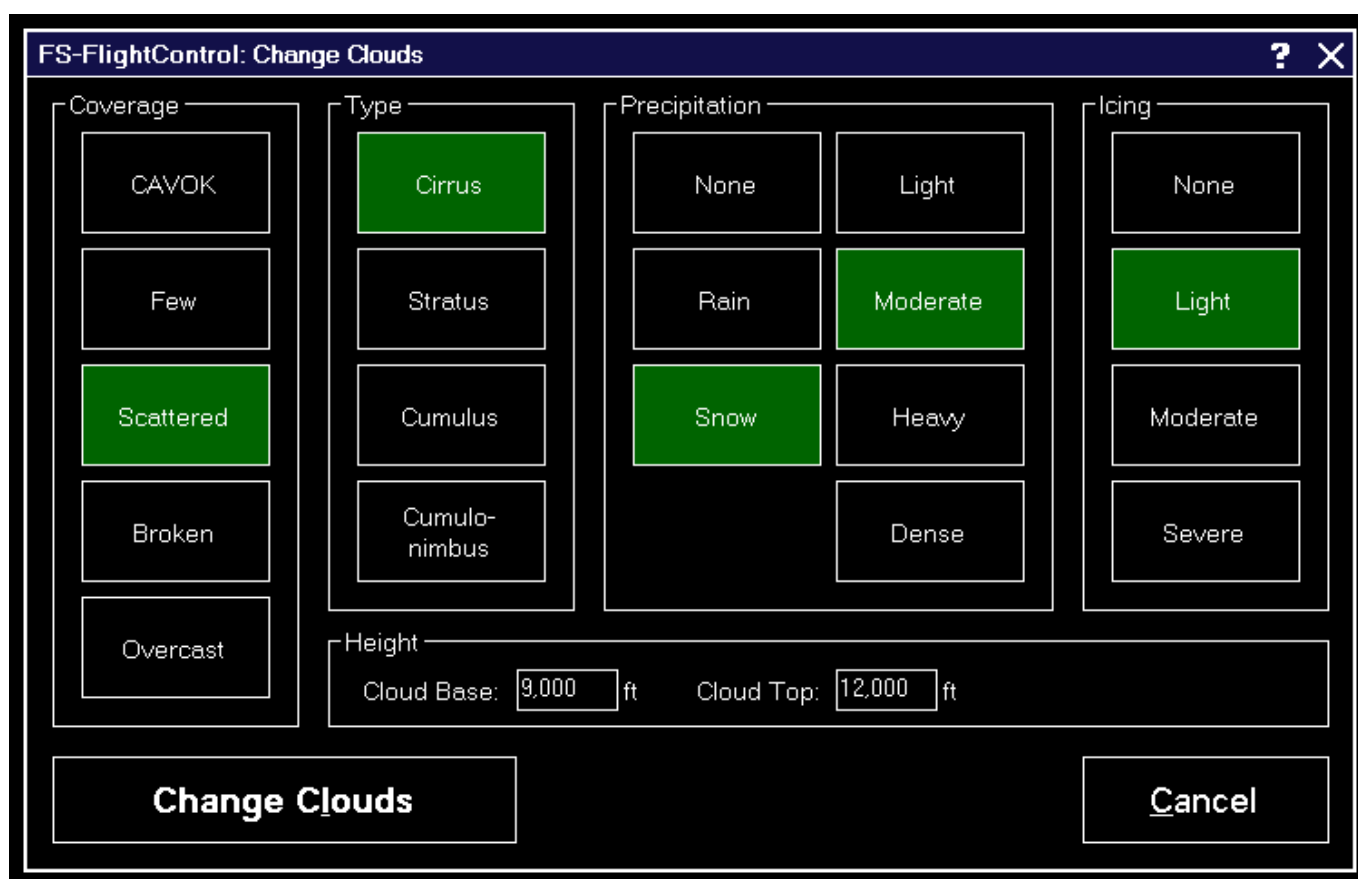 FS-FlightControl: Change Clouds ? X
Coverage
CAVOK
Few
Scattered
Broken
Overcast
Type
Cirrus
Stratus
Cumulus
Cumulo-
nimbus
Precipitation
None Light
Rain Moderate
Snow Heavy
Dense
Icing
None
Light
Moderate
Severe
Height
Cloud Base: 9,000 ft Cloud Top: 12,000 ft
Change Clouds
Cancel